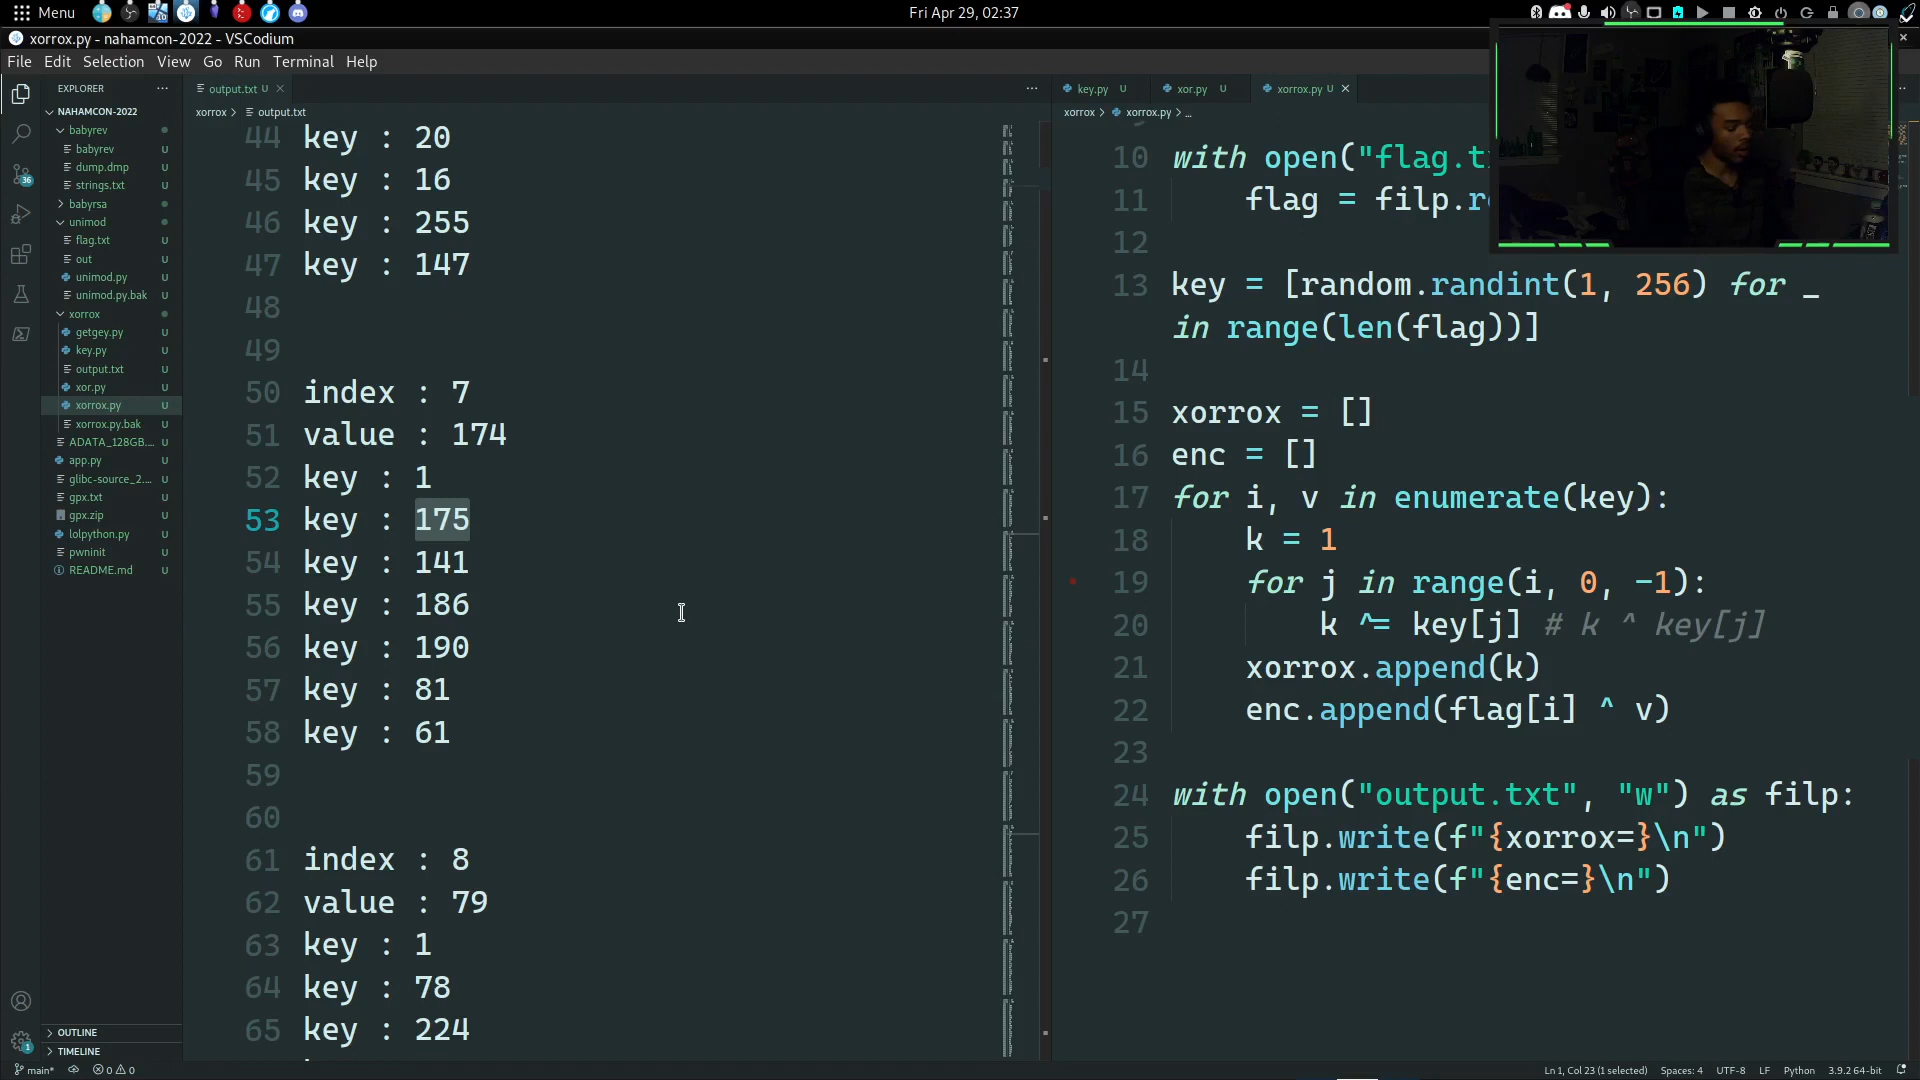 Menu
Fri Apr 29, 02:37
xorrox.py - nahamcon-2022 - VSCodium
File Edit Selection View Go Run Terminal Help
EXPLORER
NAHAMCON-2022
babyrev
babyrev U
dump.dmp U
strings.txt U
babyrsa
unimod
flag.txt U
out U
unimod.py U
unimod.py.bak U
xorrox
getgey.py U
key.py U
output.txt U
xor.py U
xorrox.py U
xorrox.py.bak U
ADATA_128GB.... U
app.py U
glibc-source_2.... U
gpx.txt U
gpx.zip U
lolpython.py U
pwninit U
README.md U
OUTLINE
TIMELINE
36
1
output.txt U
xorrox > output.txt
44 key : 20
45 key : 16
46 key : 255
47 key : 147
48
49
50 index : 7
51 value : 174
52 key : 1
53 key : 175
54 key : 141
55 key : 186
56 key : 190
57 key : 81
58 key : 61
59
60
61 index : 8
62 value : 79
63 key : 1
64 key : 78
65 key : 224
key.py U xor.py U xorrox.py U
xorrox > xorrox.py > ...
10 with open("flag.t
11 flag = filp.r
12
13 key = [random.randint(1, 256) for _
in range(len(flag))]
14
15 xorrox = []
16 enc = []
17 for i, v in enumerate(key):
18 k = 1
19 for j in range(i, 0, -1):
20 k ^= key[j] # k ^ key[j]
21 xorrox.append(k)
22 enc.append(flag[i] ^ v)
23
24 with open("output.txt", "w") as filp:
25 filp.write(f"{xorrox=}\n")
26 filp.write(f"{enc=}\n")
27
main* 0 0
Ln 1, Col 23 (1 selected) Spaces: 4 UTF-8 LF Python 3.9.2 64-bit